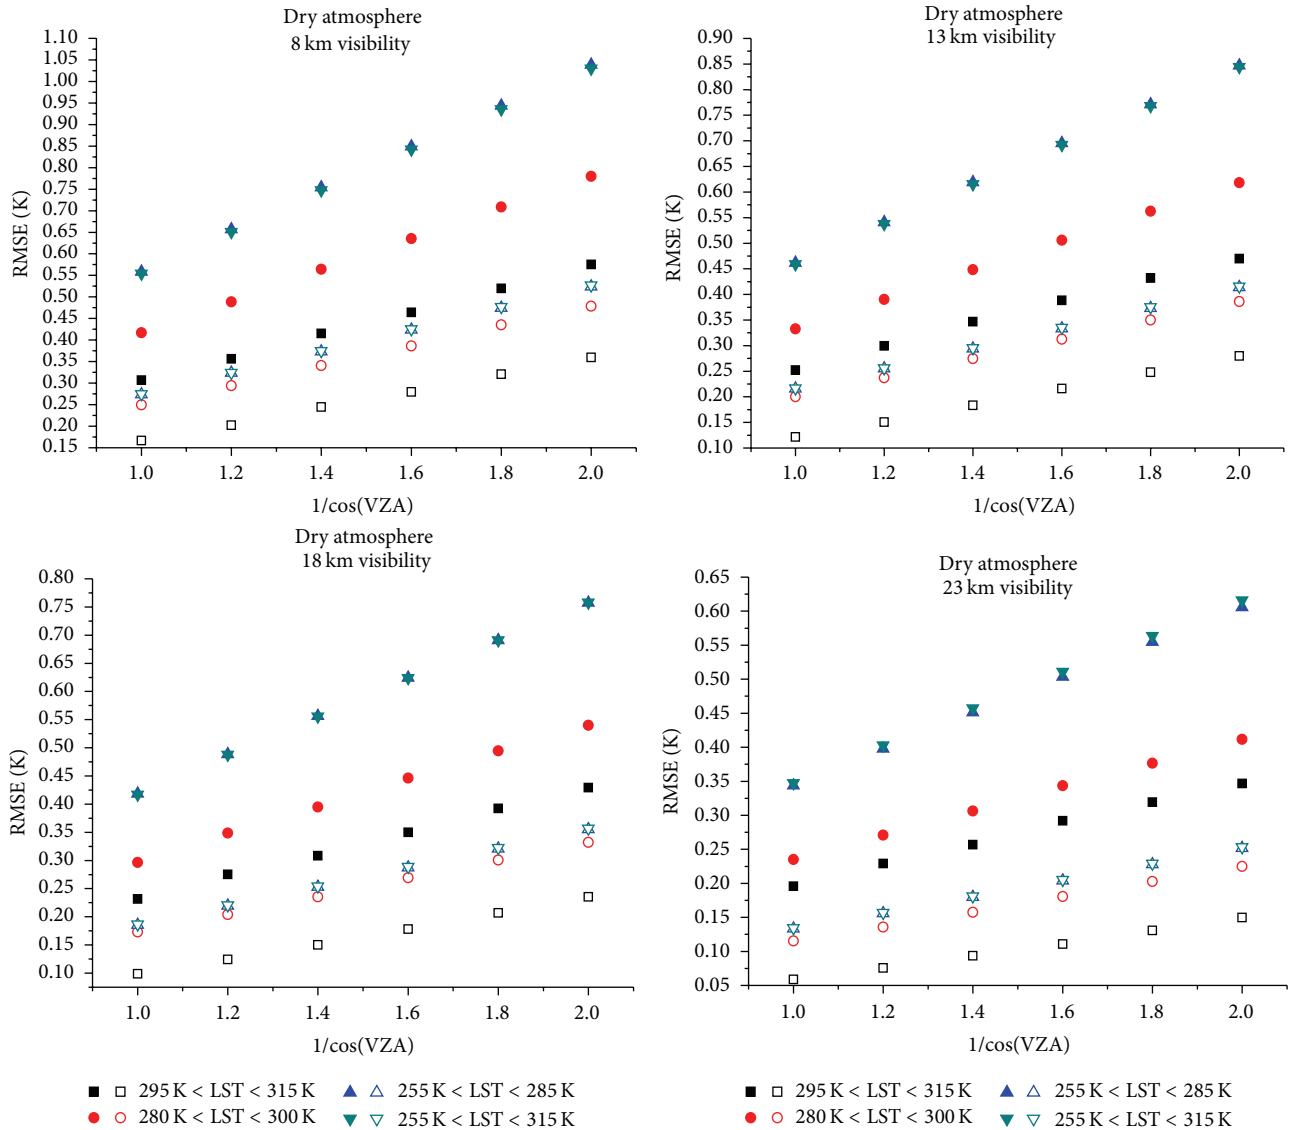 Dry atmosphere
8 km visibility
1.10
1.05
1.00
0.95
0.90
0.85
0.80
0.75
0.70
0.65
0.60
0.55
0.50
0.45
0.40
0.35
0.30
0.25
0.20
0.15
RMSE (K)
1.0 1.2 1.4 1.6 1.8 2.0
1/cos(VZA)
Dry atmosphere
13 km visibility
0.90
0.85
0.80
0.75
0.70
0.65
0.60
0.55
0.50
0.45
0.40
0.35
0.30
0.25
0.20
0.15
0.10
RMSE (K)
1.0 1.2 1.4 1.6 1.8 2.0
1/cos(VZA)
Dry atmosphere
18 km visibility
0.80
0.75
0.70
0.65
0.60
0.55
0.50
0.45
0.40
0.35
0.30
0.25
0.20
0.15
0.10
RMSE (K)
1.0 1.2 1.4 1.6 1.8 2.0
1/cos(VZA)
Dry atmosphere
23 km visibility
0.65
0.60
0.55
0.50
0.45
0.40
0.35
0.30
0.25
0.20
0.15
0.10
0.05
RMSE (K)
1.0 1.2 1.4 1.6 1.8 2.0
1/cos(VZA)
295 K < LST < 315 K
280 K < LST < 300 K
255 K < LST < 285 K
255 K < LST < 315 K
295 K < LST < 315 K
280 K < LST < 300 K
255 K < LST < 285 K
255 K < LST < 315 K